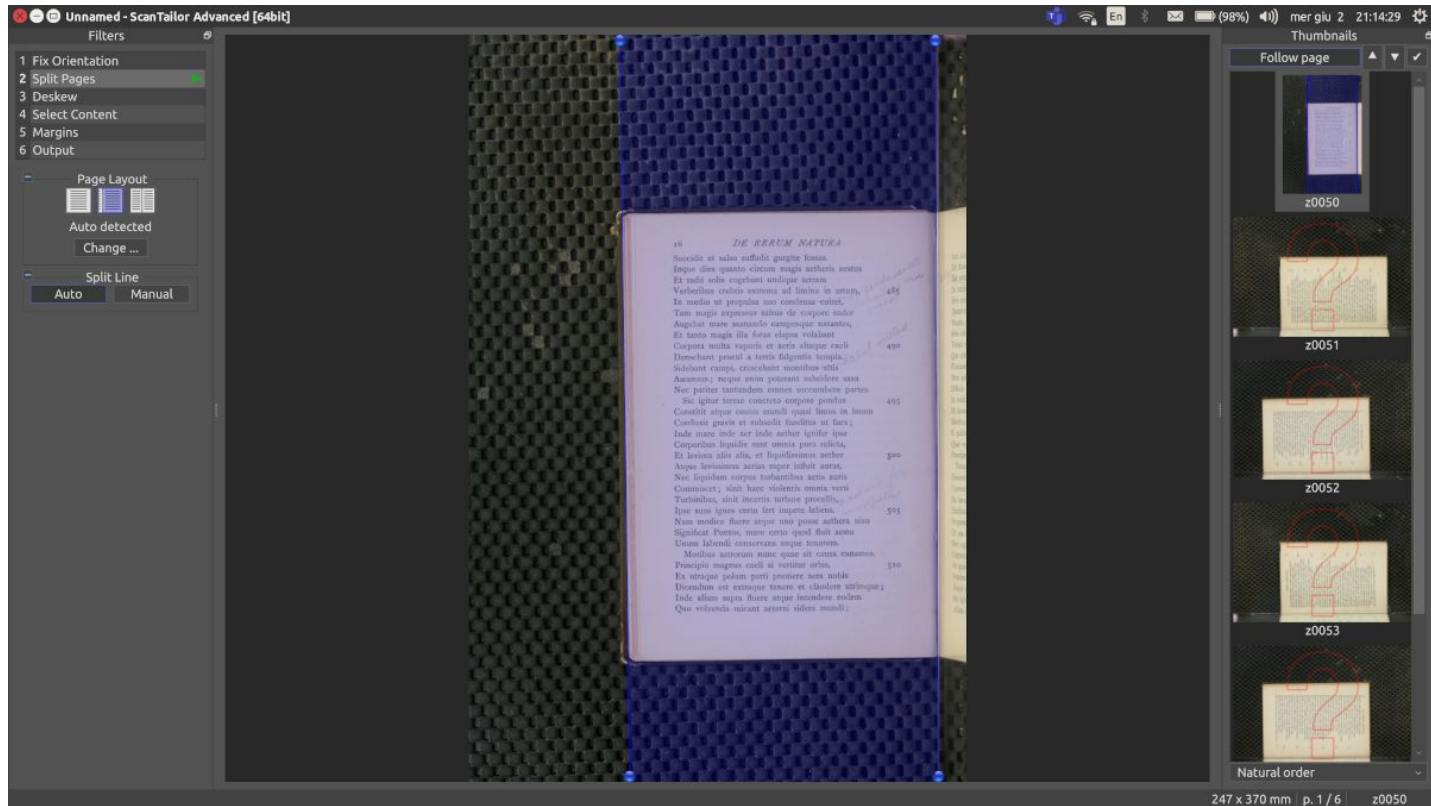 Unnamed - ScanTailor Advanced [64bit]
En
(98%)
mer giu 2 21:14:29
Filters
1 Fix Orientation
2 Split Pages
3 Deskew
4 Select Content
5 Margins
6 Output
Page Layout
Auto detected
Change ...
Split Line
Auto
Manual
16 DE RERUM NATURA
Succidit et salso suffudit gurgite fossas.
Inque dies quanto circum magis aetheris aestus
Et radii solis cogebant undique terram
Verberibus crebris extrema ad limina in artum, 485
In medio ut propulsa suo condensa coiret,
Tam magis expressus salsus de corpore sudor
Augebat mare manando camposque natantes,
Et tanto magis illa foras elapsa volabant
Corpora multa vaporis et aeris altaque caeli 490
Densebant procul a terris fulgentia templa.
Sidebant campi, crescebant montibus altis
Ascensus; neque enim poterant subsidere saxa
Nec pariter tantundem omnes succumbere partes.
Sic igitur terrae concreto corpore pondus 495
Constitit atque omnis mundi quasi limus in imum
Confluxit gravis et subsedit funditus ut faex;
Inde mare inde aer inde aether ignifer ipse
Corporibus liquidis sunt omnia pura relicta,
Et leviora aliis alia, et liquidissimus aether 500
Atque levissimus aerias super influit auras,
Nec liquidum corpus turbantibus aeris auris
Commiscet; sinit haec violentis omnia verti
Turbinibus, sinit incertis turbare procellis,
Ipse suos ignes certo fert impete labens. 505
Nam modice fluere atque uno posse aethera nisu
Significat Pontos, mare certo quod fluit aestu
Unum labendi conservans usque tenorem.
Motibus astrorum nunc quae sit causa canamus.
Principio magnus caeli si vertitur orbis, 510
Ex utraque polum parti premere aera nobis
Dicendum est extraque tenere et claudere utrimque;
Inde alium supra fluere atque intendere eodem
Quo volvenda micant aeterni sidera mundi;
Thumbnails
Follow page
z0050
z0051
z0052
z0053
Natural order
247 x 370 mm
p. 1 / 6
z0050